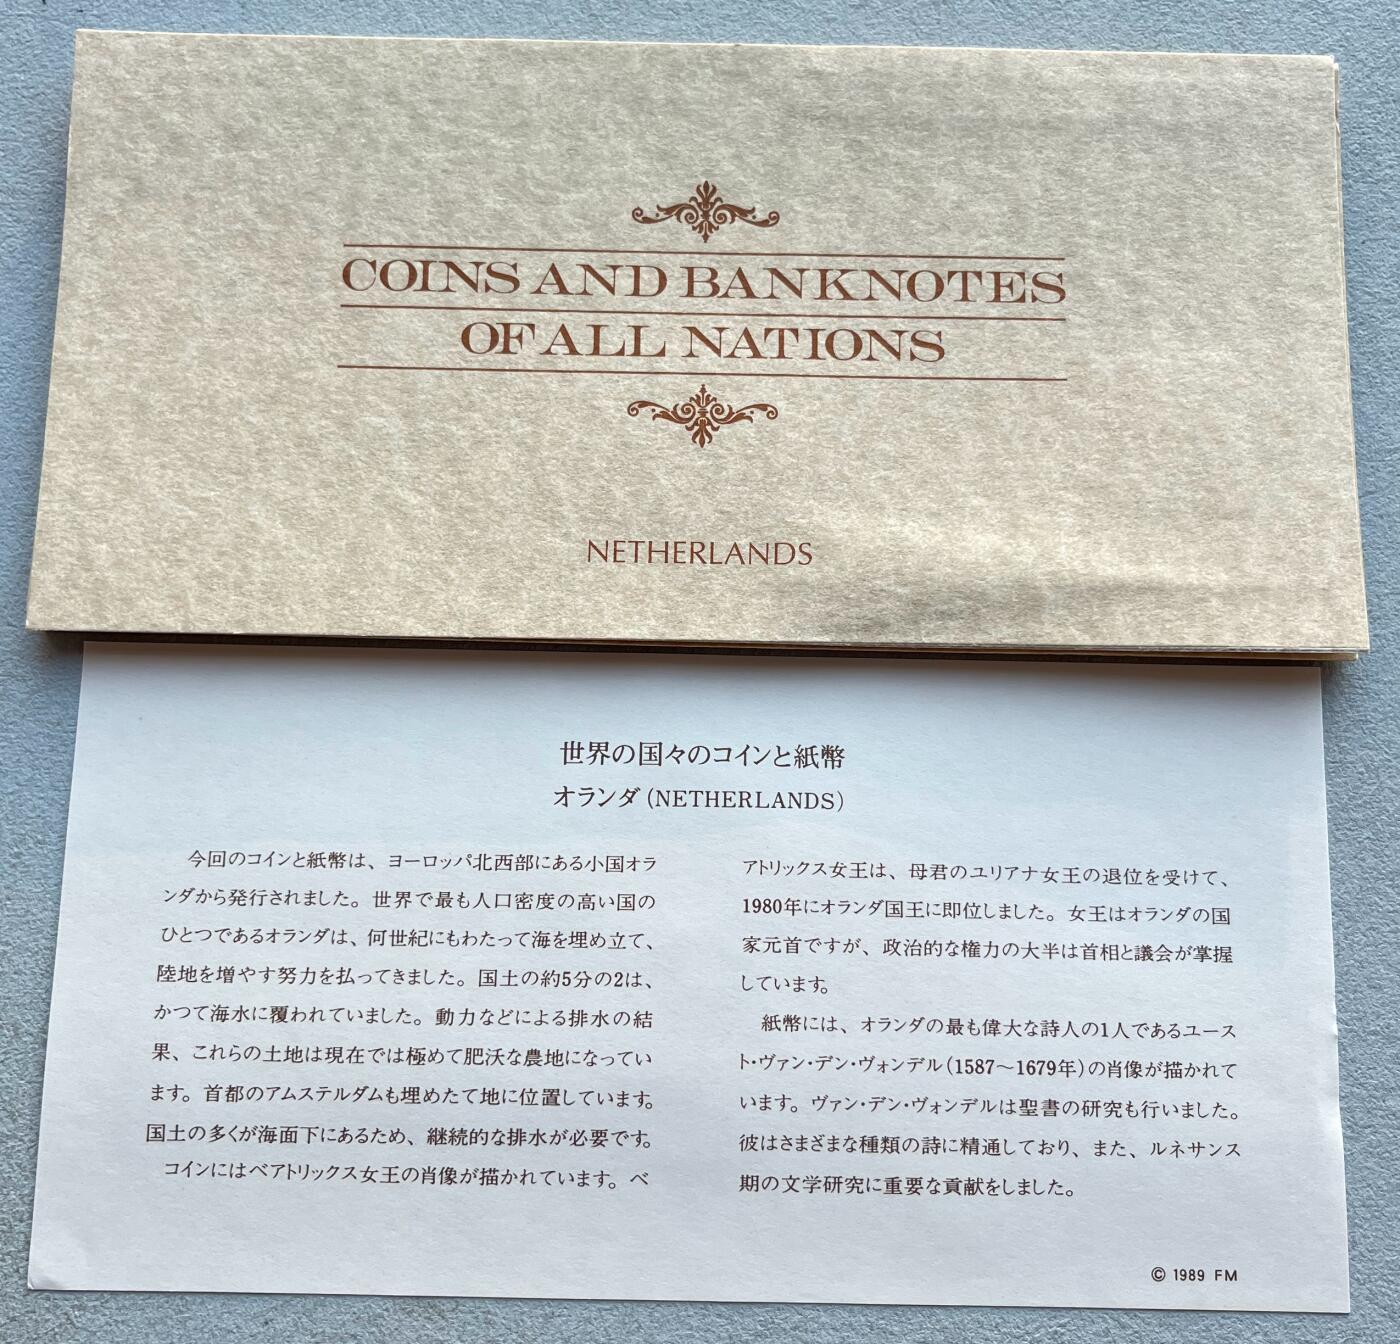 COINS AND BANKNOTES
OF ALL NATIONS
NETHERLANDS
世界の国々のコインと紙幣
オランダ(NETHERLANDS)
今回のコインと紙幣は、ヨーロッパ北西部にある小国オラ
ンダから発行されました。世界で最も人口密度の高い国の
ひとつであるオランダは、何世紀にもわたって海を埋め立て、
陸地を増やす努力を払ってきました。国土の約5分の2は、
かつて海水に覆われていました。動力などによる排水の結
果、これらの土地は現在では極めて肥沃な農地になってい
ます。首都のアムステルダムも埋めたて地に位置しています。
国土の多くが海面下にあるため、継続的な排水が必要です。
コインにはベアトリックス女王の肖像が描かれています。ベ
アトリックス女王は、母君のユリアナ女王の退位を受けて、
1980年にオランダ国王に即位しました。女王はオランダの国
家元首ですが、政治的な権力の大半は首相と議会が掌握
しています。
紙幣には、オランダの最も偉大な詩人の1人であるユース
ト・ヴァン・デン・ヴォンデル(1587〜1679年)の肖像が描かれて
います。ヴァン・デン・ヴォンデルは聖書の研究も行いました。
彼はさまざまな種類の詩に精通しており、また、ルネサンス
期の文学研究に重要な貢献をしました。
© 1989 FM